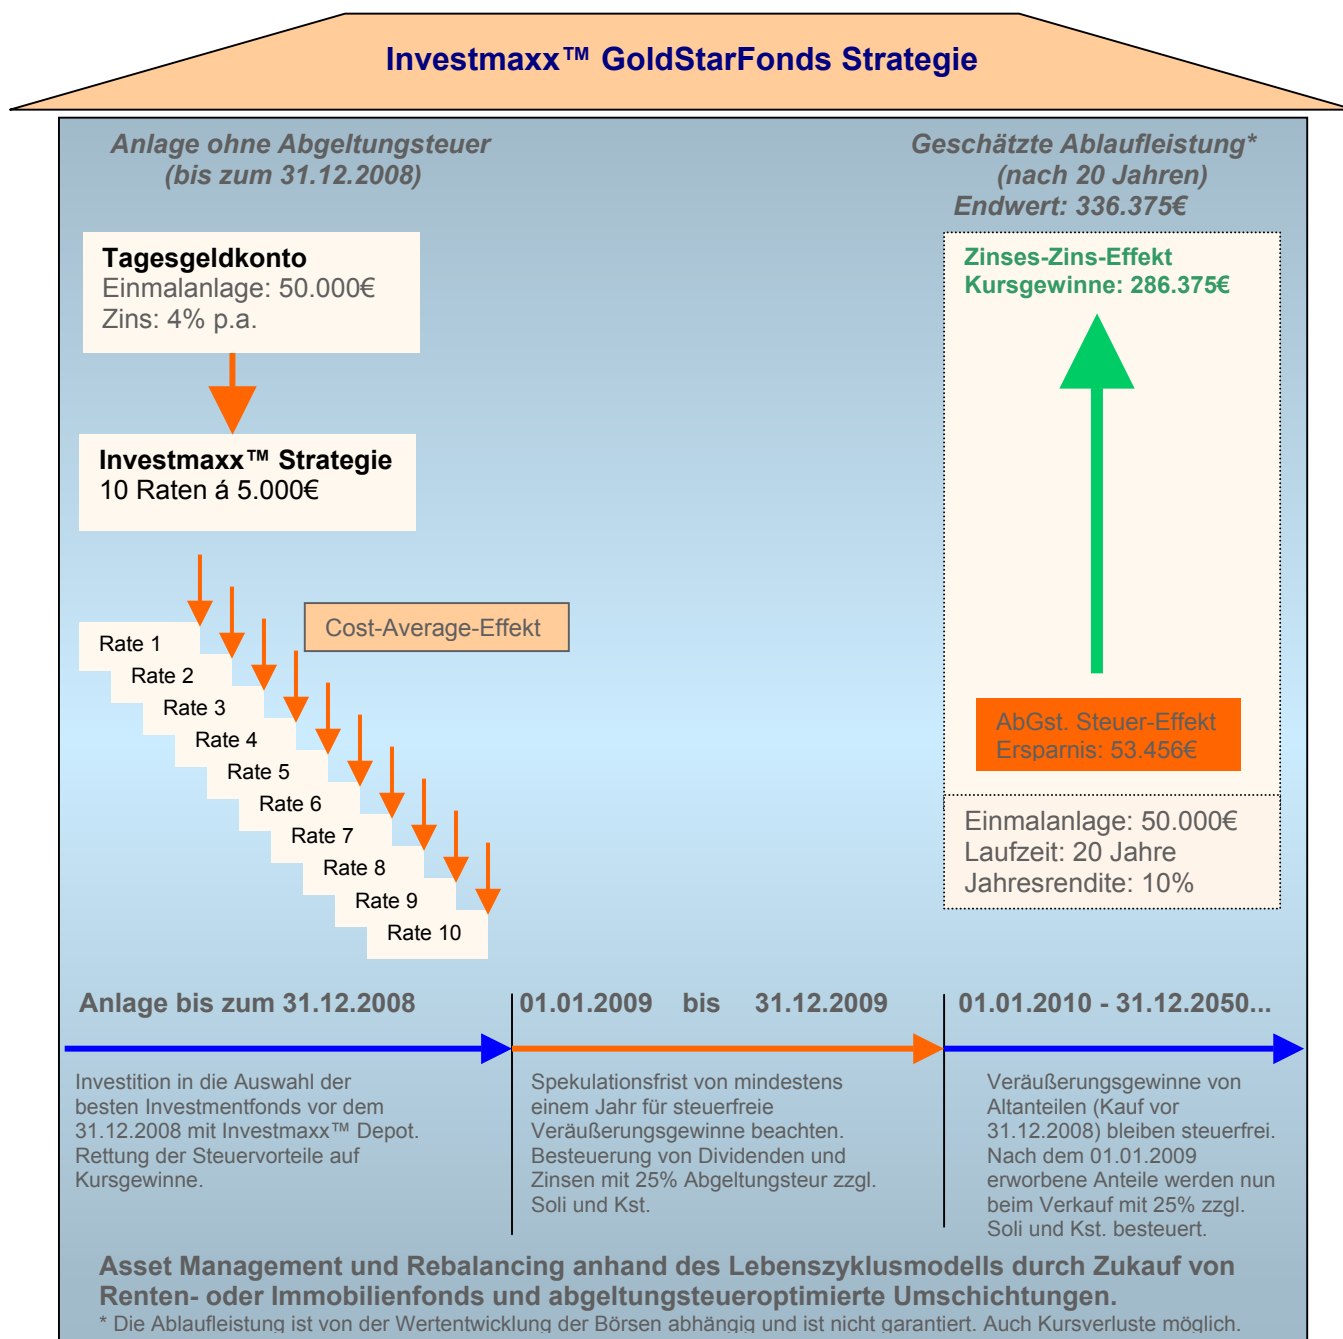 Investmaxx™ GoldStarFonds Strategie
Anlage ohne Abgeltungsteuer
(bis zum 31.12.2008)
Geschätzte Ablaufleistung*
(nach 20 Jahren)
Endwert: 336.375€
Tagesgeldkonto
Einmalanlage: 50.000€
Zins: 4% p.a.
Zinses-Zins-Effekt
Kursgewinne: 286.375€
Investmaxx™ Strategie
10 Raten á 5.000€
Cost-Average-Effekt
Rate 1
Rate 2
Rate 3
Rate 4
Rate 5
Rate 6
Rate 7
Rate 8
Rate 9
Rate 10
AbGst. Steuer-Effekt
Ersparnis: 53.456€
Einmalanlage: 50.000€
Laufzeit: 20 Jahre
Jahresrendite: 10%
Anlage bis zum 31.12.2008
Investition in die Auswahl der
besten Investmentfonds vor dem
31.12.2008 mit Investmaxx™ Depot.
Rettung der Steuervorteile auf
Kursgewinne.
01.01.2009 bis 31.12.2009
Spekulationsfrist von mindestens
einem Jahr für steuerfreie
Veräußerungsgewinne beachten.
Besteuerung von Dividenden und
Zinsen mit 25% Abgeltungsteur zzgl.
Soli und Kst.
01.01.2010 - 31.12.2050...
Veräußerungsgewinne von
Altanteilen (Kauf vor
31.12.2008) bleiben steuerfrei.
Nach dem 01.01.2009
erworbene Anteile werden nun
beim Verkauf mit 25% zzgl.
Soli und Kst. besteuert.
Asset Management und Rebalancing anhand des Lebenszyklusmodells durch Zukauf von
Renten- oder Immobilienfonds und abgeltungsteueroptimierte Umschichtungen.
* Die Ablaufleistung ist von der Wertentwicklung der Börsen abhängig und ist nicht garantiert. Auch Kursverluste möglich.